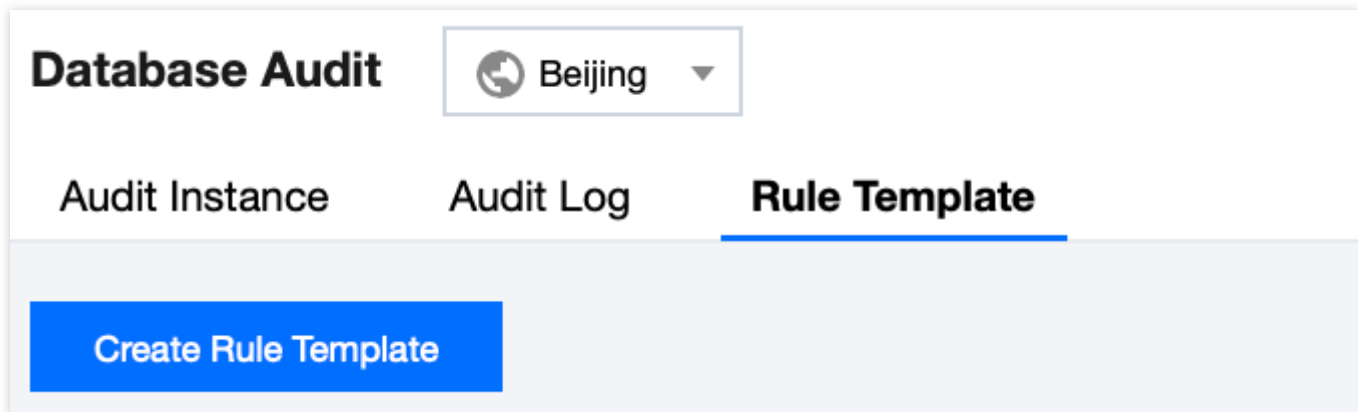 Database Audit Beijing
Audit Instance Audit Log Rule Template
Create Rule Template